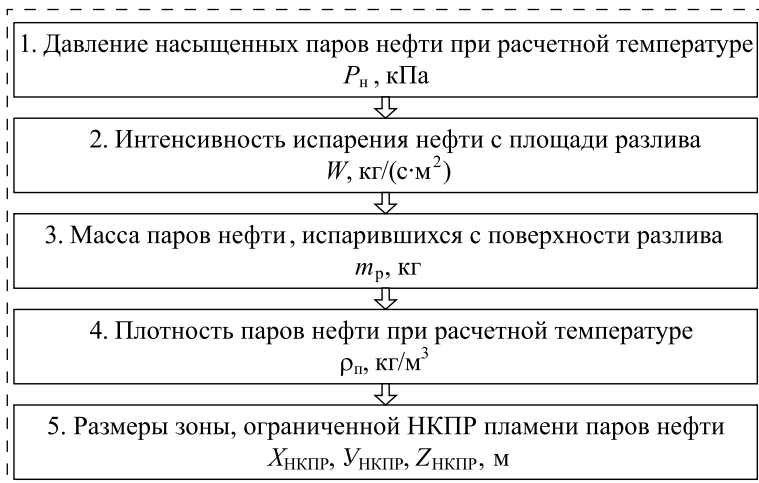 1. Давление насыщенных паров нефти при расчетной температуре
Pн , кПа
2. Интенсивность испарения нефти с площади разлива
W, кг/(с·м²)
3. Масса паров нефти, испарившихся с поверхности разлива
mр, кг
4. Плотность паров нефти при расчетной температуре
ρп, кг/м³
5. Размеры зоны, ограниченной НКПР пламени паров нефти
XНКПР, УНКПР, ZНКПР, м